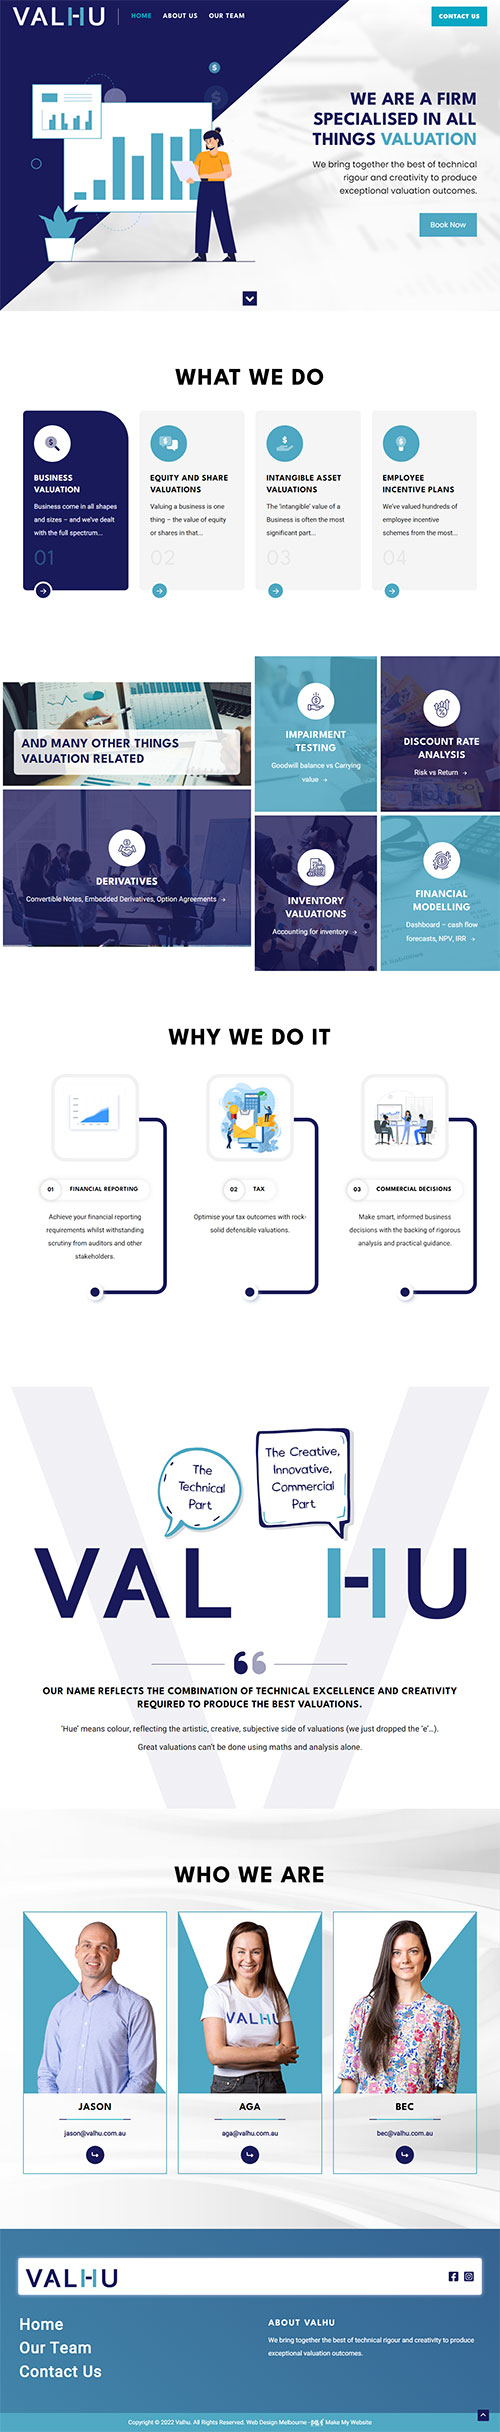 VALHU
HOME ABOUT US OUR TEAM
CONTACT US
WE ARE A FIRM
SPECIALISED IN ALL
THINGS VALUATION
We bring together the best of technical
rigour and creativity to produce
exceptional valuation outcomes.
Book Now
WHAT WE DO
BUSINESS
VALUATION
Business come in all shapes
and sizes – and we've dealt
with the full spectrum...
01
EQUITY AND SHARE
VALUATIONS
Valuing a business is one
thing – the value of equity
or shares in that...
02
INTANGIBLE ASSET
VALUATIONS
The 'intangible' value of a
Business is often the most
significant part...
03
EMPLOYEE
INCENTIVE PLANS
We've valued hundreds of
employee incentive
schemes from the most...
04
AND MANY OTHER THINGS
VALUATION RELATED
DERIVATIVES
Convertible Notes, Embedded Derivatives, Option Agreements →
IMPAIRMENT
TESTING
Goodwill balance vs Carrying
value →
DISCOUNT RATE
ANALYSIS
Risk vs Return →
INVENTORY
VALUATIONS
Accounting for inventory →
FINANCIAL
MODELLING
Dashboard – cash flow
forecasts, NPV, IRR →
WHY WE DO IT
01 FINANCIAL REPORTING
Achieve your financial reporting
requirements whilst withstanding
scrutiny from auditors and other
stakeholders.
02 TAX
Optimise your tax outcomes with rock-
solid defensible valuations.
03 COMMERCIAL DECISIONS
Make smart, informed business
decisions with the backing of rigorous
analysis and practical guidance.
The
Technical
Part
The Creative,
Innovative,
Commercial
Part
VAL HU
OUR NAME REFLECTS THE COMBINATION OF TECHNICAL EXCELLENCE AND CREATIVITY
REQUIRED TO PRODUCE THE BEST VALUATIONS.
'Hue' means colour, reflecting the artistic, creative, subjective side of valuations (we just dropped the 'e'...).
Great valuations can't be done using maths and analysis alone.
WHO WE ARE
VALHU
JASON
jason@valhu.com.au
AGA
aga@valhu.com.au
BEC
bec@valhu.com.au
VALHU
Home
Our Team
Contact Us
ABOUT VALHU
We bring together the best of technical rigour and creativity to produce
exceptional valuation outcomes.
Copyright © 2022 Valhu. All Rights Reserved. Web Design Melbourne - Make My Website